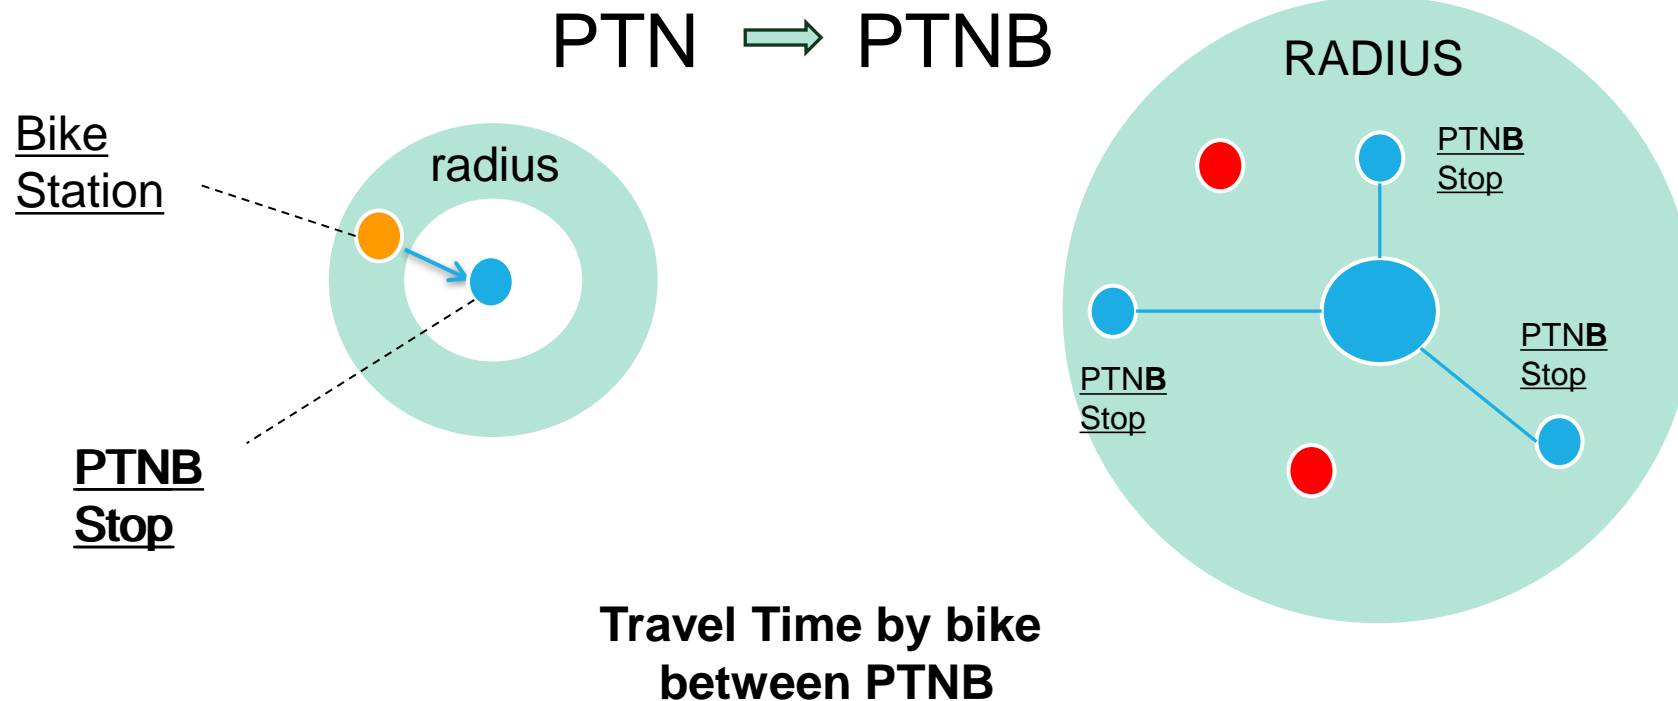 PTN PTNB
Bike
Station
radius
PTNB
Stop
RADIUS
PTNB
Stop
PTNB
Stop
PTNB
Stop
Travel Time by bike
between PTNB